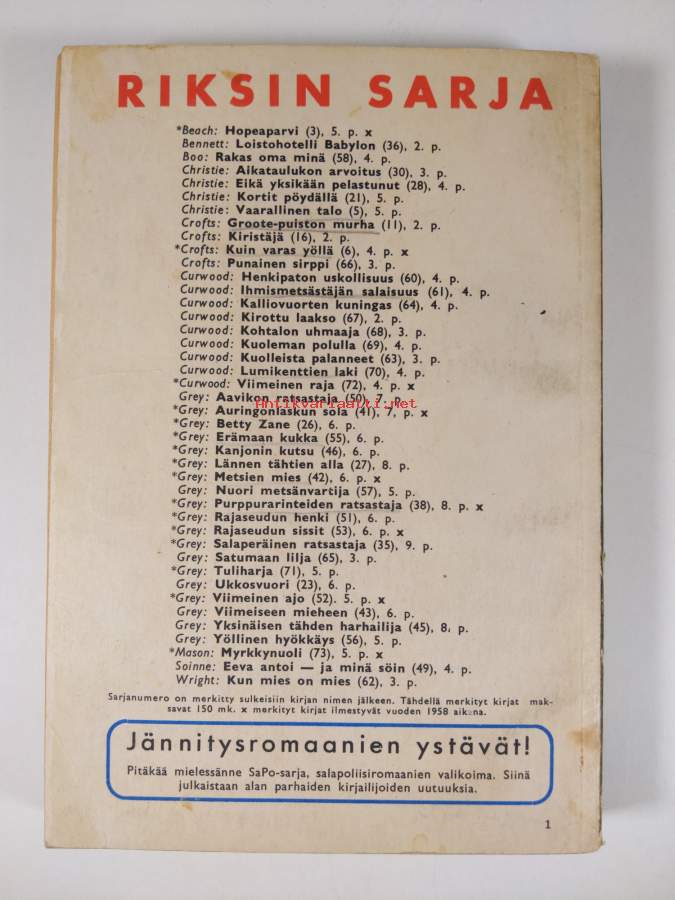 RIKSIN SARJA
*Beach: Hopeaparvi (3), 5. p. x
Bennett: Loistohotelli Babylon (36), 2. p.
Boo: Rakas oma minä (58), 4. p.
Christie: Aikataulukon arvoitus (30), 3. p.
Christie: Eikä yksikään pelastunut (28), 4. p.
Christie: Kortit pöydällä (21), 5. p.
Christie: Vaarallinen talo (5), 5. p.
Crofts: Groote-puiston murha (11), 2. p.
Crofts: Kiristäjä (16), 2. p.
*Crofts: Kuin varas yöllä (6), 4. p. x
Crofts: Punainen sirppi (66), 3. p.
Curwood: Henkipaton uskollisuus (60), 4. p.
Curwood: Ihmismetsästäjän salaisuus (61), 4. p.
Curwood: Kalliovuorten kuningas (64), 4. p.
Curwood: Kirottu laakso (67), 2. p.
Curwood: Kohtalon uhmaaja (68), 3. p.
Curwood: Kuoleman polulla (69), 4. p.
Curwood: Kuolleista palanneet (63), 3. p.
Curwood: Lumikenttien laki (70), 4. p.
*Curwood: Viimeinen raja (72), 4. p. x
Grey: Aavikon ratsastaja (50), 7. p.
Antikvariaatti.net
*Grey: Auringonlaskun sola (41), 7, p. x
*Grey: Betty Zane (26), 6. p.
*Grey: Erämaan kukka (55), 6. p.
*Grey: Kanjonin kutsu (46), 6. p.
*Grey: Lännen tähtien alla (27), 8. p.
*Grey: Metsien mies (42), 6. p. x
Grey: Nuori metsänvartija (57), 5. p.
*Grey: Purppurarinteiden ratsastaja (38), 8. p. x
*Grey: Rajaseudun henki (51), 6. p.
*Grey: Rajaseudun sissit (53), 6. p. x
*Grey: Salaperäinen ratsastaja (35), 9. p.
Grey: Satumaan lilja (65), 3. p.
*Grey: Tuliharja (71), 5. p.
Grey: Ukkosvuori (23), 6. p.
*Grey: Viimeinen ajo (52). 5. p. x
Grey: Viimeiseen mieheen (43), 6. p.
Grey: Yksinäisen tähden harhailija (45), 8. p.
Grey: Yöllinen hyökkäys (56), 5. p.
*Mason: Myrkkynuoli (73), 5. p. x
Soinne: Eeva antoi — ja minä söin (49), 4. p.
Wright: Kun mies on mies (62), 3. p.
Sarjanumero on merkitty sulkeisiin kirjan nimen jälkeen. Tähdellä merkityt kirjat mak-
savat 150 mk. x merkityt kirjat ilmestyvät vuoden 1958 aikana.
Jännitysromaanien ystävät!
Pitäkää mielessänne SaPo-sarja, salapoliisiromaanien valikoima. Siinä
julkaistaan alan parhaiden kirjailijoiden uutuuksia.
1